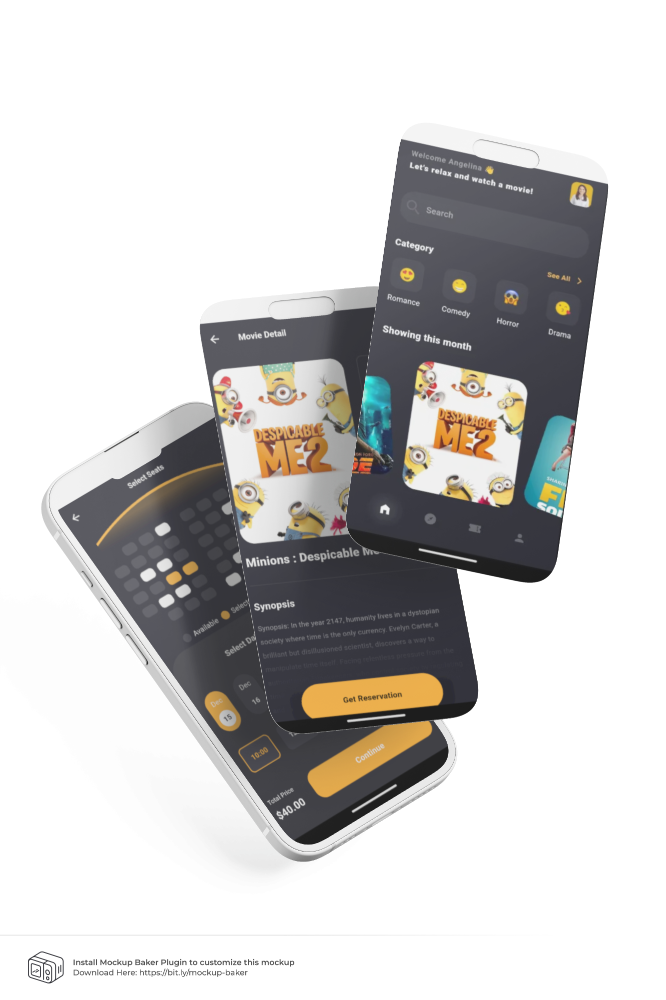 Welcome Angelina 👋
Let's relax and watch a movie!
Search
Category
See All
Romance
Comedy
Horror
Drama
Showing this month
DESPICABLE
ME2
Movie Detail
DESPICABLE
ME2
Minions : Despicable Me
Synopsis
Synopsis: In the year 2147, humanity lives in a dystopian
society where time is the only currency. Evelyn Carter, a
brilliant but disillusioned scientist, discovers a way to
Get Reservation
Select Seats
Available
Select Da
Dec
15
Dec
16
10:00
Total Price
$40.00
Continue
Install Mockup Baker Plugin to customize this mockup
Download Here: https://bit.ly/mockup-baker